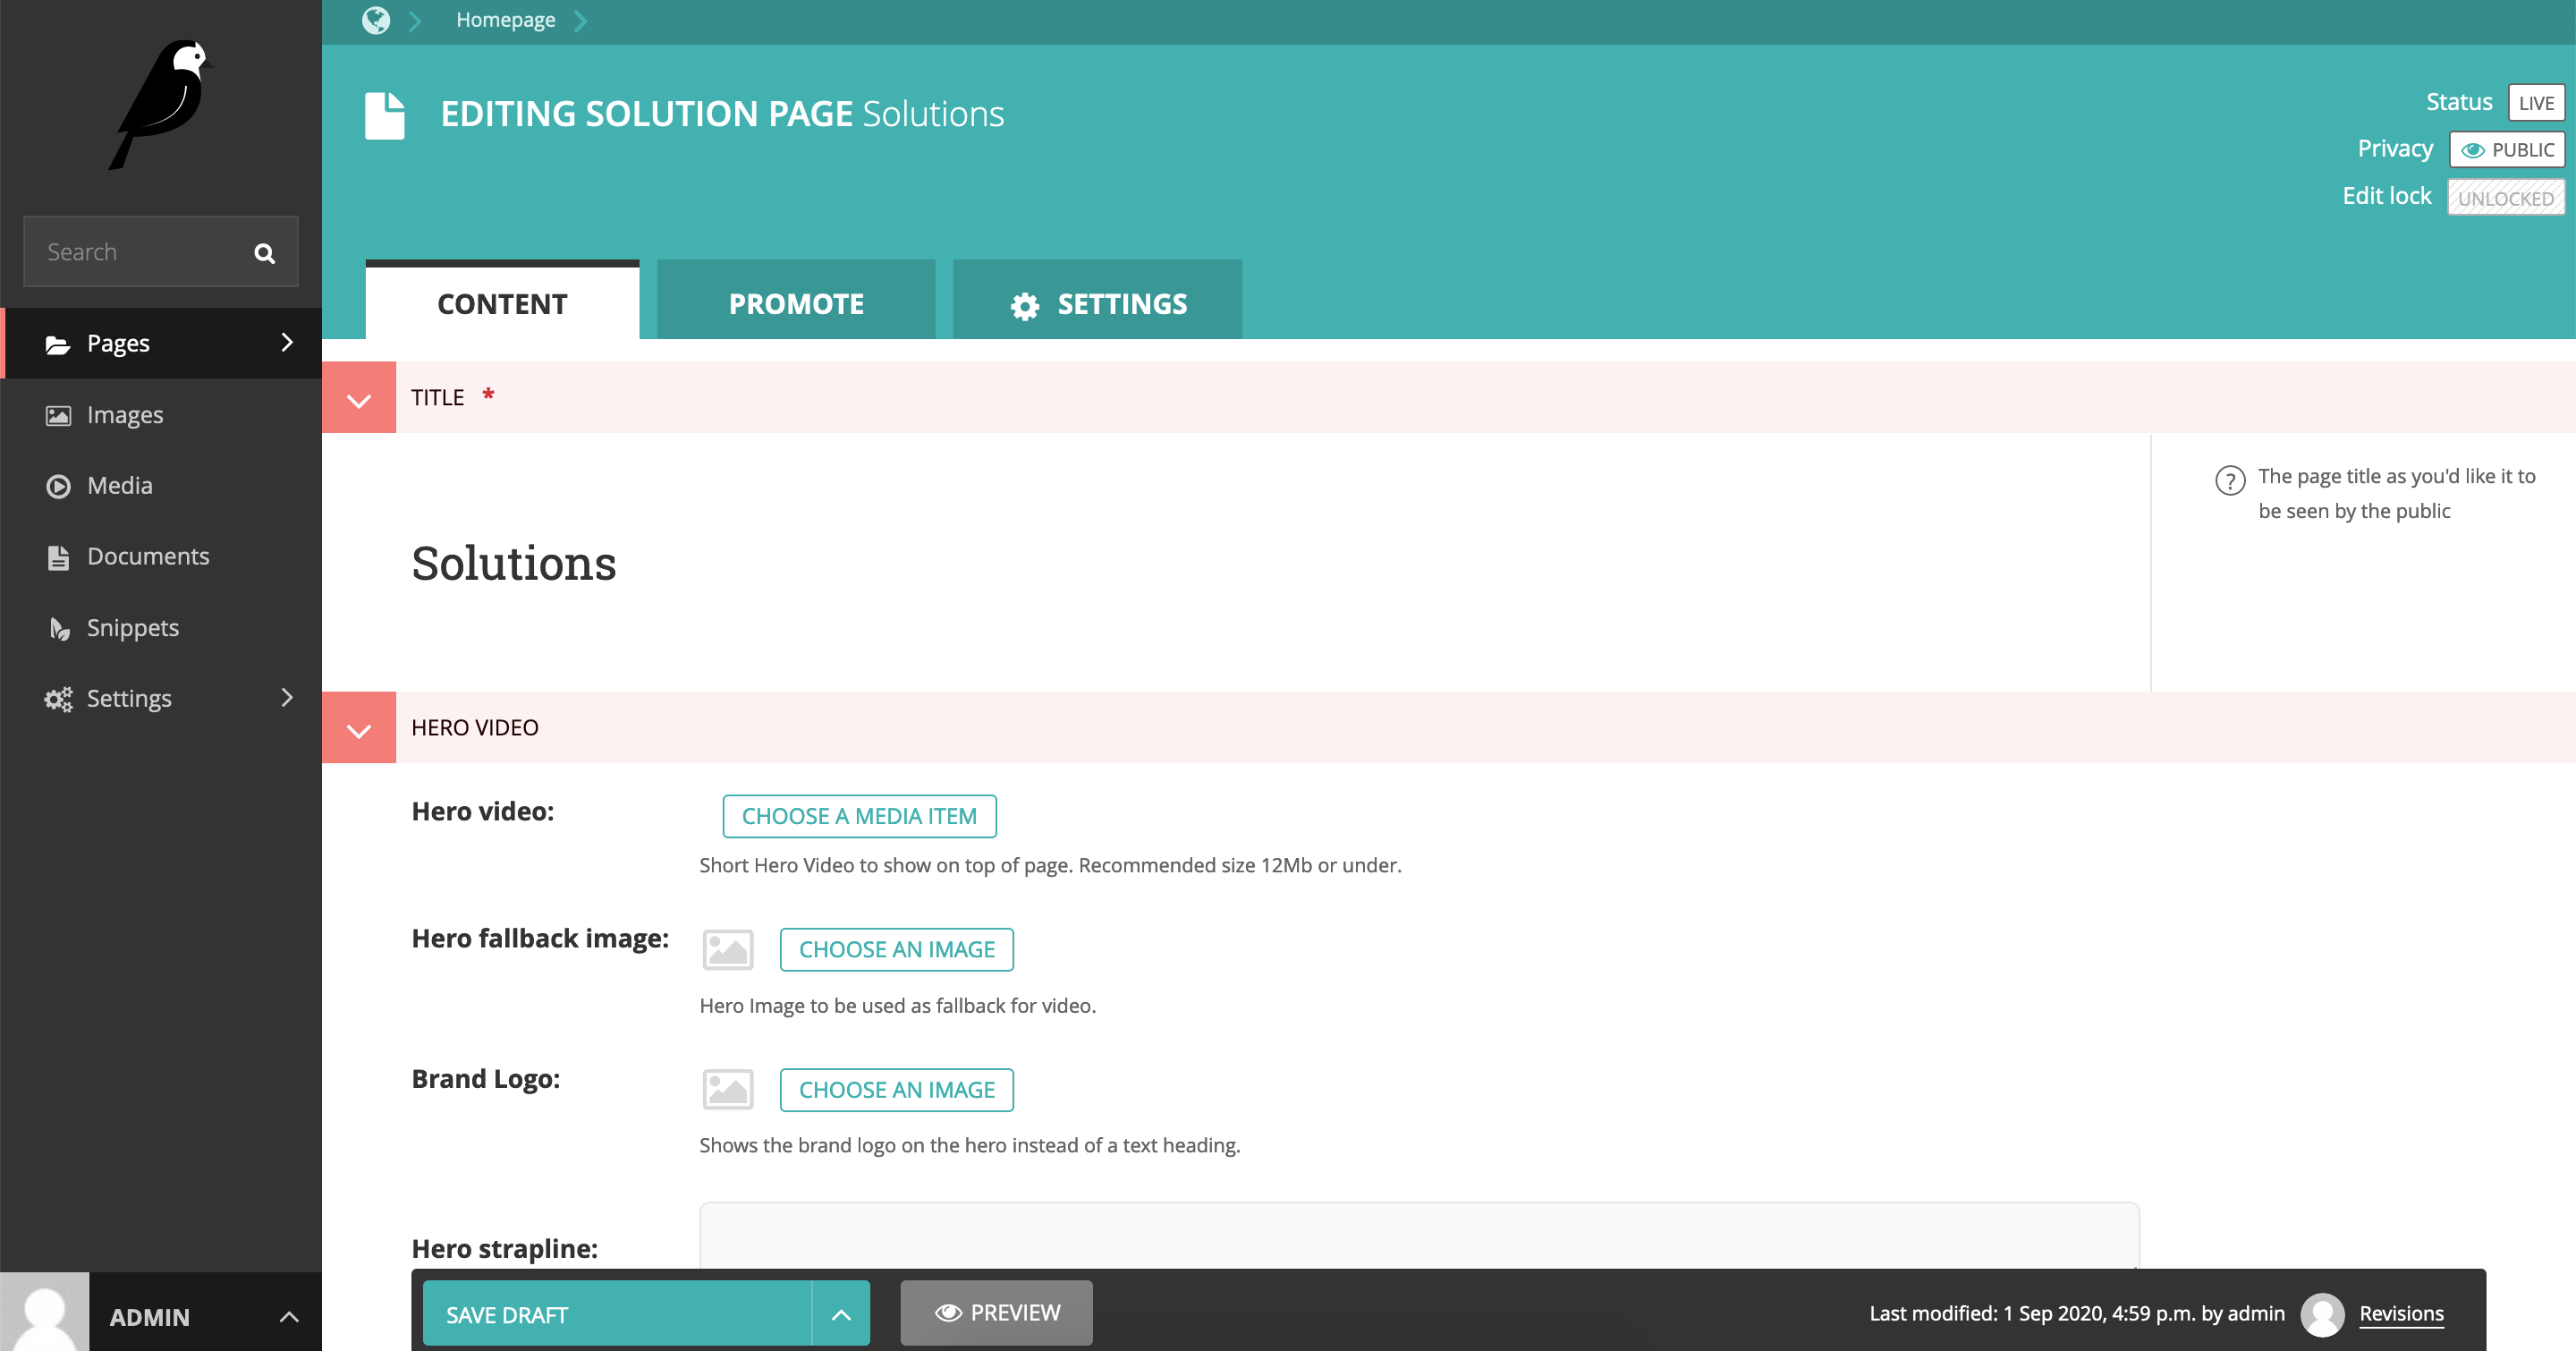 Homepage
EDITING SOLUTION PAGE Solutions
Status LIVE
Privacy PUBLIC
Edit lock UNLOCKED
Search
Pages
Images
Media
Documents
Snippets
Settings
ADMIN
CONTENT
PROMOTE
SETTINGS
TITLE *
Solutions
? The page title as you'd like it to
be seen by the public
HERO VIDEO
Hero video:
CHOOSE A MEDIA ITEM
Short Hero Video to show on top of page. Recommended size 12Mb or under.
Hero fallback image:
CHOOSE AN IMAGE
Hero Image to be used as fallback for video.
Brand Logo:
CHOOSE AN IMAGE
Shows the brand logo on the hero instead of a text heading.
Hero strapline:
SAVE DRAFT
PREVIEW
Last modified: 1 Sep 2020, 4:59 p.m. by admin
Revisions